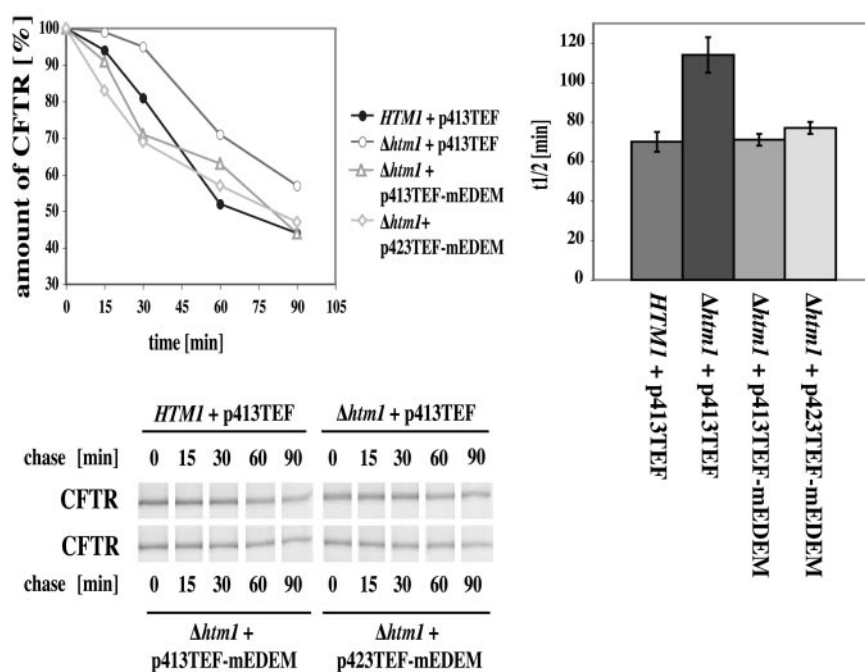 amount of CFTR [%]
100
90
80
70
60
50
40
30
0 15 30 45 60 75 90 105
time [min]
HTM1 + p413TEF
Δhtm1 + p413TEF
Δhtm1 +
p413TEF-mEDEM
Δhtm1+
p423TEF-mEDEM
t1/2 [min]
120
100
80
60
40
20
0
HTM1 + p413TEF
Δhtm1 + p413TEF
Δhtm1 + p413TEF-mEDEM
Δhtm1 + p423TEF-mEDEM
HTM1 + p413TEF Δhtm1 + p413TEF
chase [min] 0 15 30 60 90 0 15 30 60 90
CFTR
CFTR
chase [min] 0 15 30 60 90 0 15 30 60 90
Δhtm1 + Δhtm1 +
p413TEF-mEDEM p423TEF-mEDEM